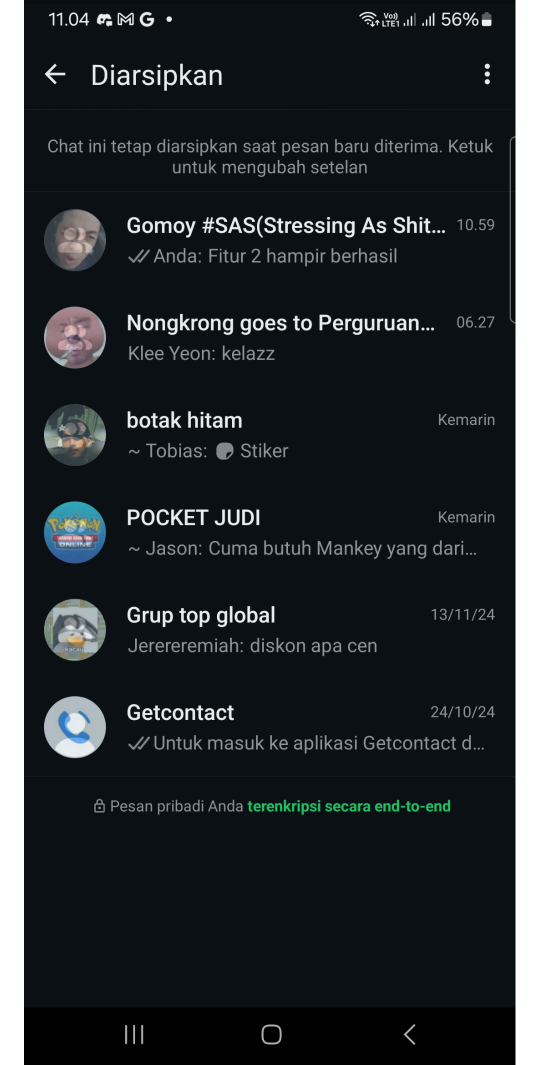 11.04 G • Vo)) LTE1 56%
Diarsipkan
Chat ini tetap diarsipkan saat pesan baru diterima. Ketuk
untuk mengubah setelan
Gomoy #SAS(Stressing As Shit... 10.59
Anda: Fitur 2 hampir berhasil
Nongkrong goes to Perguruan... 06.27
Klee Yeon: kelazz
botak hitam Kemarin
~ Tobias: Stiker
POKéMON
ONLINE
POCKET JUDI Kemarin
~ Jason: Cuma butuh Mankey yang dari...
Grup top global 13/11/24
Jerereremiah: diskon apa cen
Getcontact 24/10/24
Untuk masuk ke aplikasi Getcontact d...
Pesan pribadi Anda terenkripsi secara end-to-end